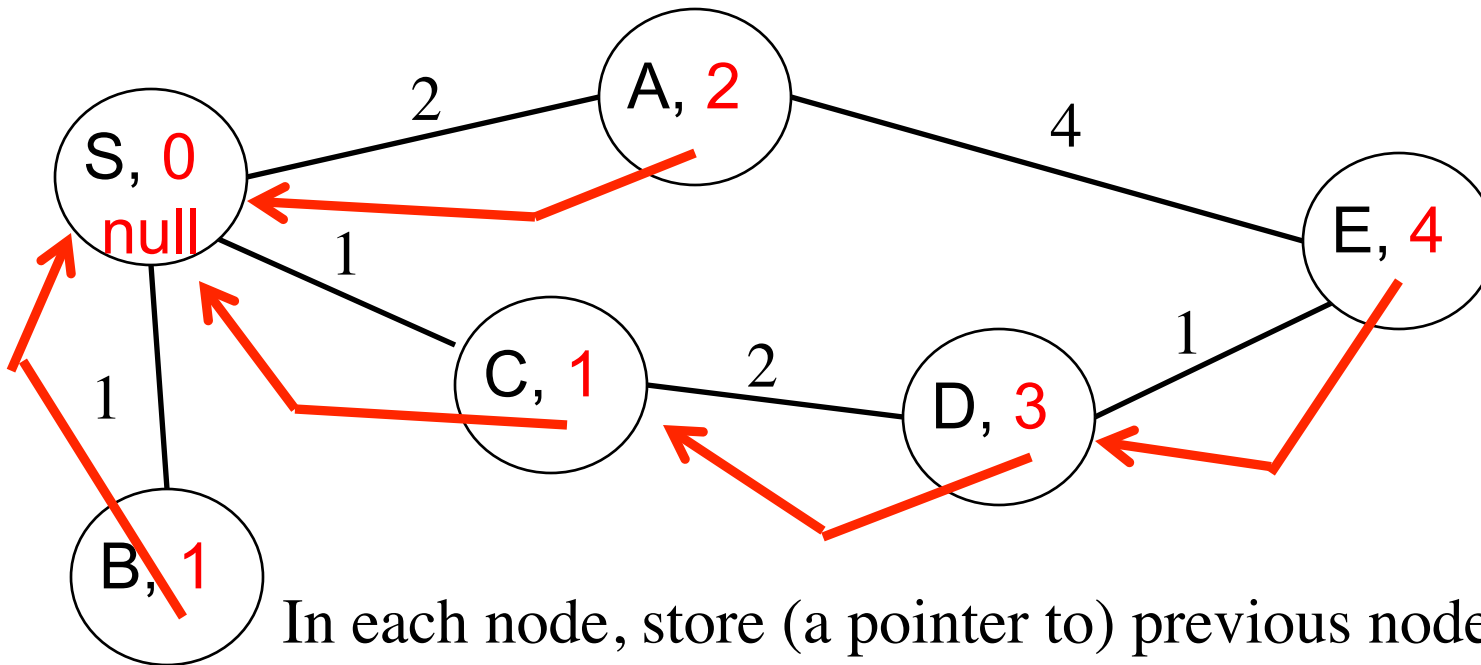 A, 2
2
4
S, 0
null
E, 4
1
1
C, 1
2
D, 3
1
B, 1
In each node, store (a pointer to) previous node